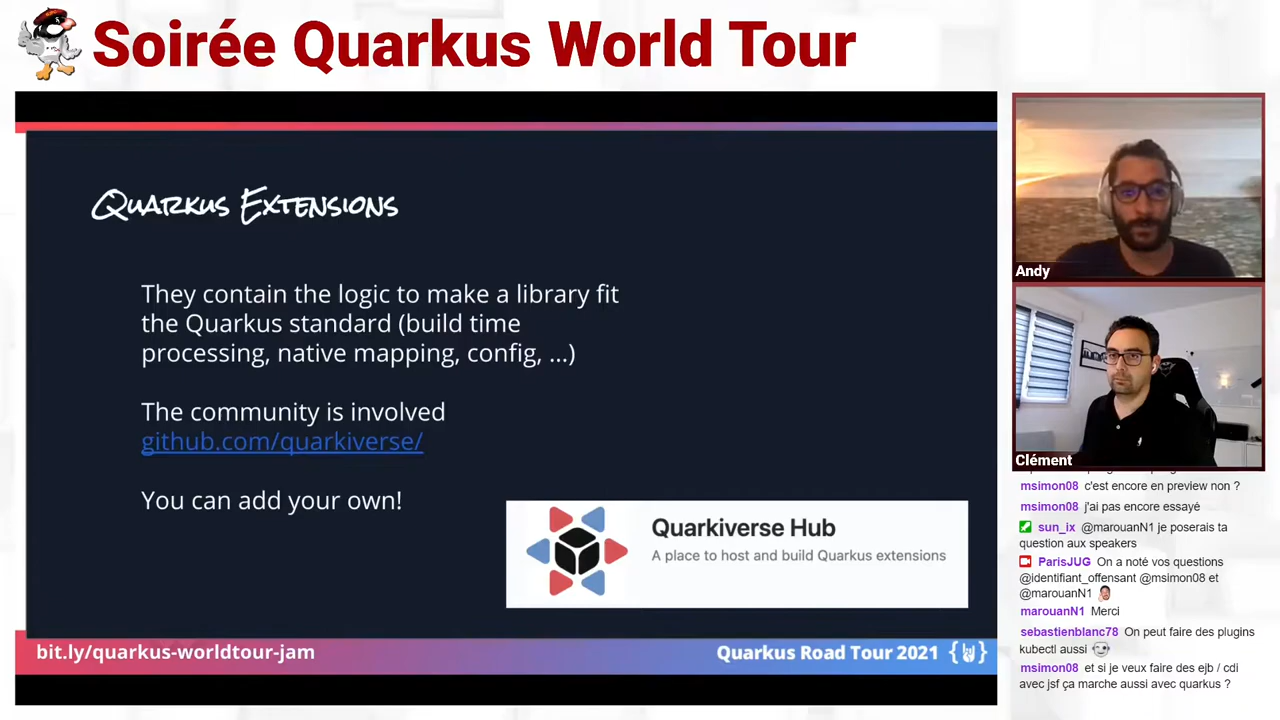 Soirée Quarkus World Tour
Quarkus Extensions
They contain the logic to make a library fit
the Quarkus standard (build time
processing, native mapping, config, ...)
The community is involved
github.com/quarkiverse/
You can add your own!
Quarkiverse Hub
A place to host and build Quarkus extensions
bit.ly/quarkus-worldtour-jam
Quarkus Road Tour 2021
Andy
Clément
msimon08 c'est encore en preview non ?
msimon08 j'ai pas encore essayé
sun_ix @marouanN1 je poserais ta
question aux speakers
ParisJUG On a noté vos questions
@identifiant_offensant @msimon08 et
@marouanN1
marouanN1 Merci
sebastienblanc78 On peut faire des plugins
kubectl aussi
msimon08 et si je veux faire des ejb / cdi
avec jsf ça marche aussi avec quarkus ?